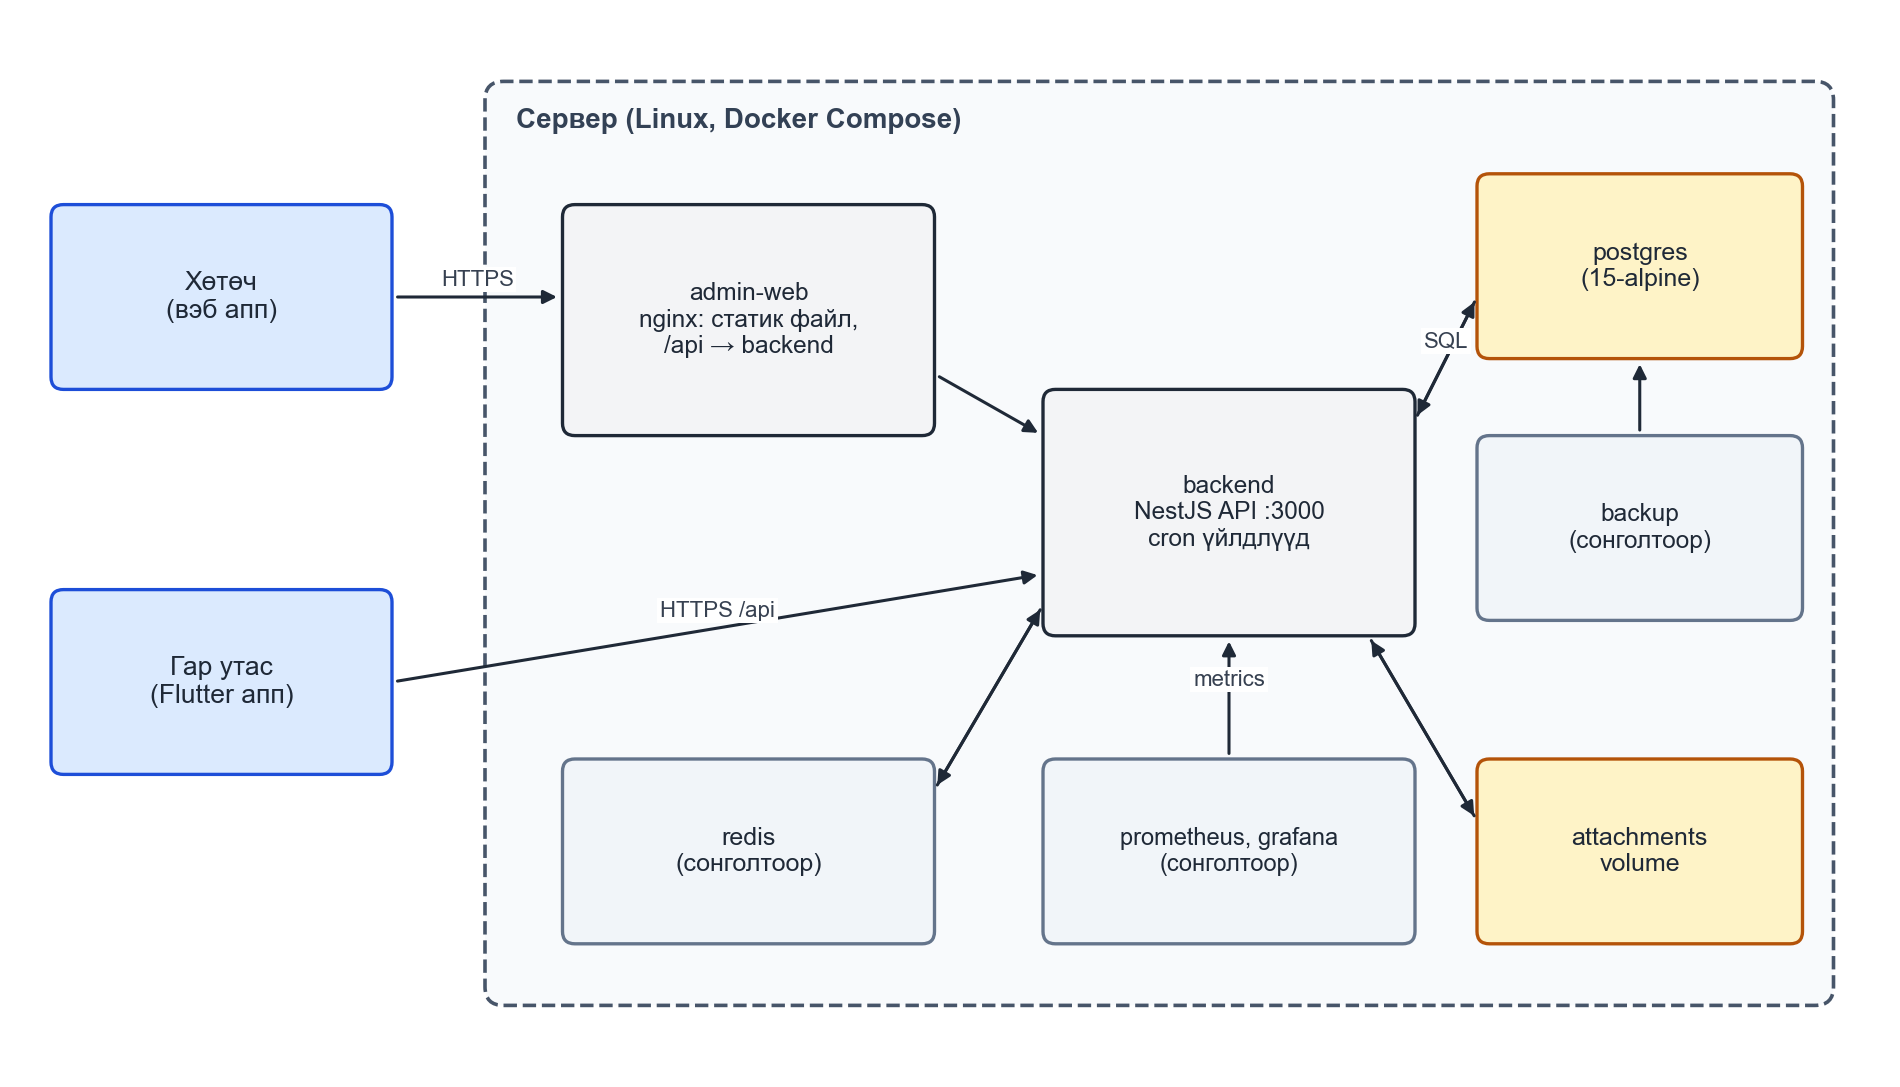 Сервер (Linux, Docker Compose)
Хөтөч
(вэб апп)
HTTPS
admin-web
nginx: статик файл,
/api → backend
postgres
(15-alpine)
SQL
backend
NestJS API :3000
cron үйлдлүүд
backup
(сонголтоор)
Гар утас
(Flutter апп)
HTTPS /api
metrics
redis
(сонголтоор)
prometheus, grafana
(сонголтоор)
attachments
volume